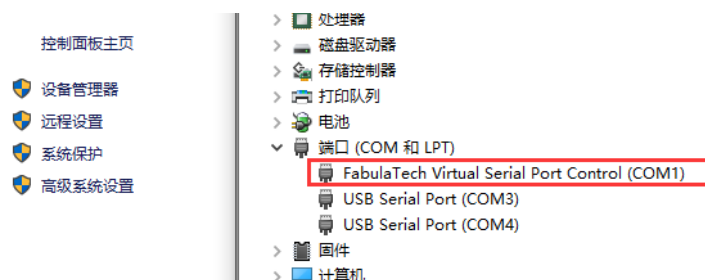 控制面板主页
设备管理器
远程设置
系统保护
高级系统设置
处理器
磁盘驱动器
存储控制器
打印队列
电池
端口 (COM 和 LPT)
FabulaTech Virtual Serial Port Control (COM1)
USB Serial Port (COM3)
USB Serial Port (COM4)
固件
计算机